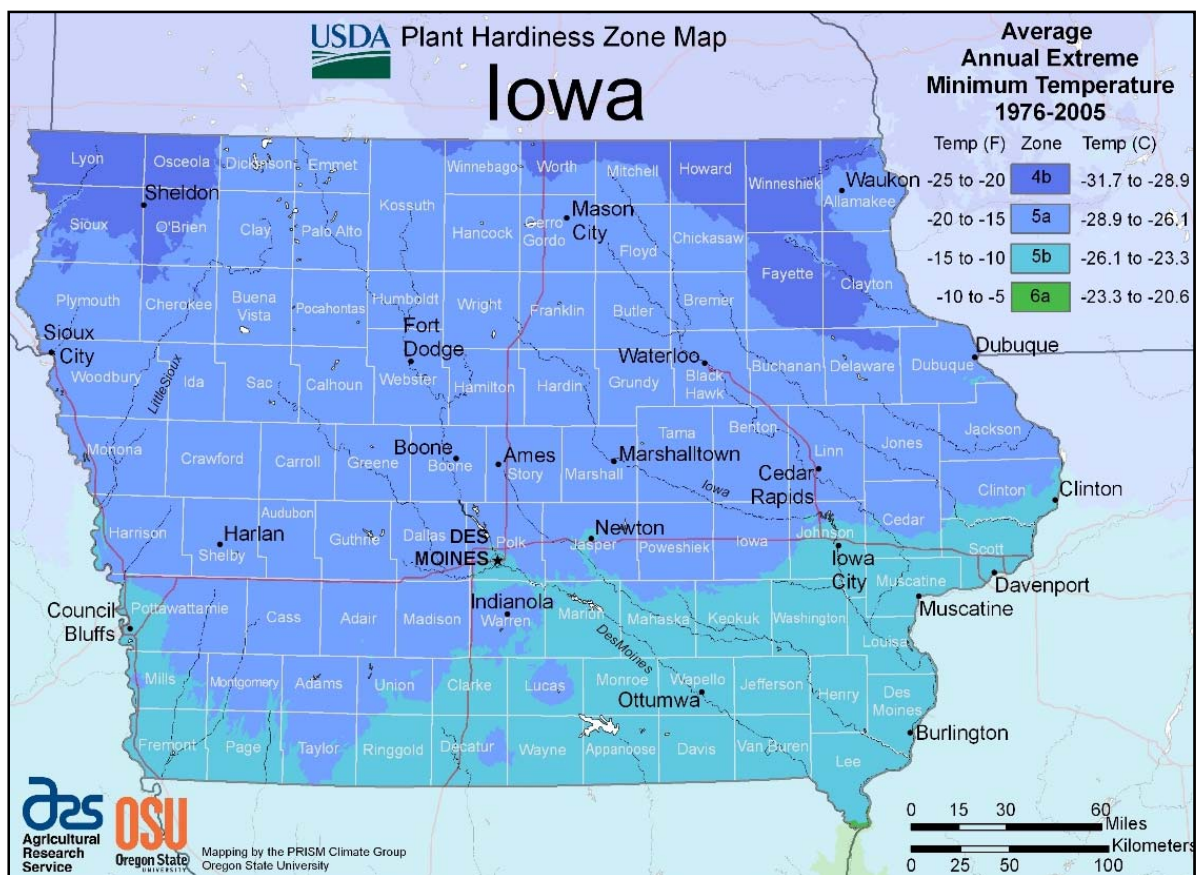 USDA Plant Hardiness Zone Map
Iowa
Average
Annual Extreme
Minimum Temperature
1976-2005
Temp (F) Zone Temp (C)
-25 to -20 4b -31.7 to -28.9
-20 to -15 5a -28.9 to -26.1
-15 to -10 5b -26.1 to -23.3
-10 to -5 6a -23.3 to -20.6
Lyon Osceola Dickinson Emmet Winnebago Worth Mitchell Howard Winneshiek Allamakee
Sheldon
Waukon
Sioux O'Brien Clay Palo Alto Kossuth Hancock Cerro
Gordo
Mason
City
Floyd Chickasaw Fayette Clayton
Plymouth Cherokee Buena
Vista
Pocahontas Humboldt Wright Franklin Butler Bremer
Sioux
City
Fort
Dodge
Waterloo
Dubuque
Woodbury LittleSioux Ida Sac Calhoun Webster Hamilton Hardin Grundy Black
Hawk
Buchanan Delaware Dubuque
Monona Crawford Carroll Greene Boone Story Marshall Tama Benton Linn Jones Jackson
Boone
Ames
Marshalltown
Cedar
Rapids
Iowa
Clinton
Clinton
Harrison Shelby Audubon Guthrie Dallas Polk Jasper Poweshiek Iowa Johnson Cedar Scott
Harlan
DES
MOINES
Newton
Iowa
City
Davenport
Council
Bluffs
Pottawattamie Cass Adair Madison Warren Marion Mahaska Keokuk Washington Muscatine Louisa
Indianola
DesMoines
Muscatine
Mills Montgomery Adams Union Clarke Lucas Monroe Wapello Jefferson Henry Des
Moines
Ottumwa
Burlington
Fremont Page Taylor Ringgold Decatur Wayne Appanoose Davis Van Buren Lee
ars
Agricultural
Research
Service
OSU
Oregon State
UNIVERSITY
Mapping by the PRISM Climate Group
Oregon State University
0 15 30 60
Miles
Kilometers
0 25 50 100